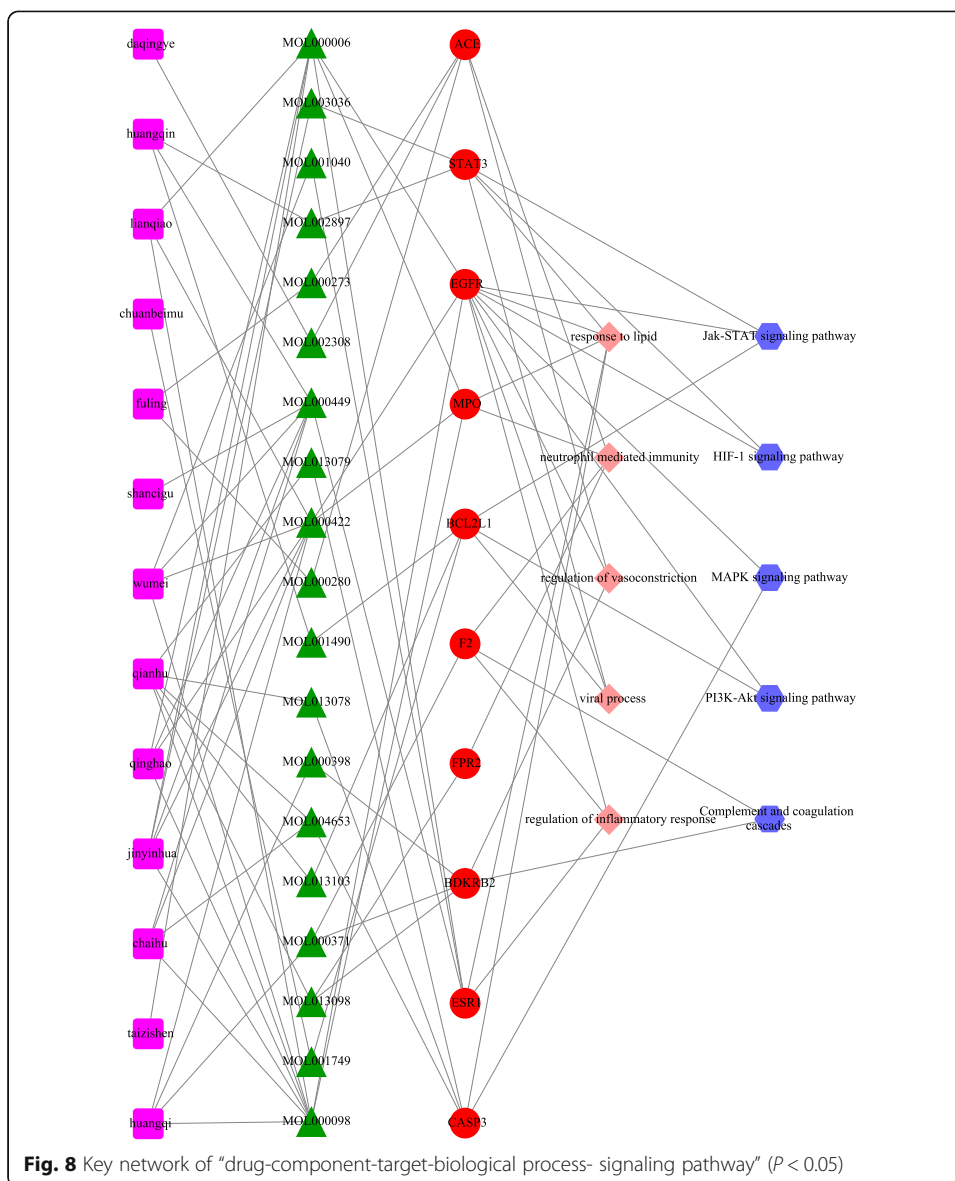 daqingye
huangqin
lianqiao
chuanbeimu
fuling
shancigu
wumei
qianhu
qinghao
jinyinhua
chaihu
taizishen
huangqi
MOL000006
MOL003036
MOL001040
MOL002897
MOL000273
MOL002308
MOL000449
MOL013079
MOL000422
MOL000280
MOL001490
MOL013078
MOL000398
MOL004653
MOL013103
MOL000371
MOL013098
MOL001749
MOL000098
ACE
STAT3
EGFR
MPO
BCL2L1
F2
FPR2
BDKRB2
ESR1
CASP3
response to lipid
neutrophil mediated immunity
regulation of vasoconstriction
viral process
regulation of inflammatory response
Jak-STAT signaling pathway
HIF-1 signaling pathway
MAPK signaling pathway
PI3K-Akt signaling pathway
Complement and coagulation
cascades
Fig. 8 Key network of “drug-component-target-biological process- signaling pathway” (P < 0.05)